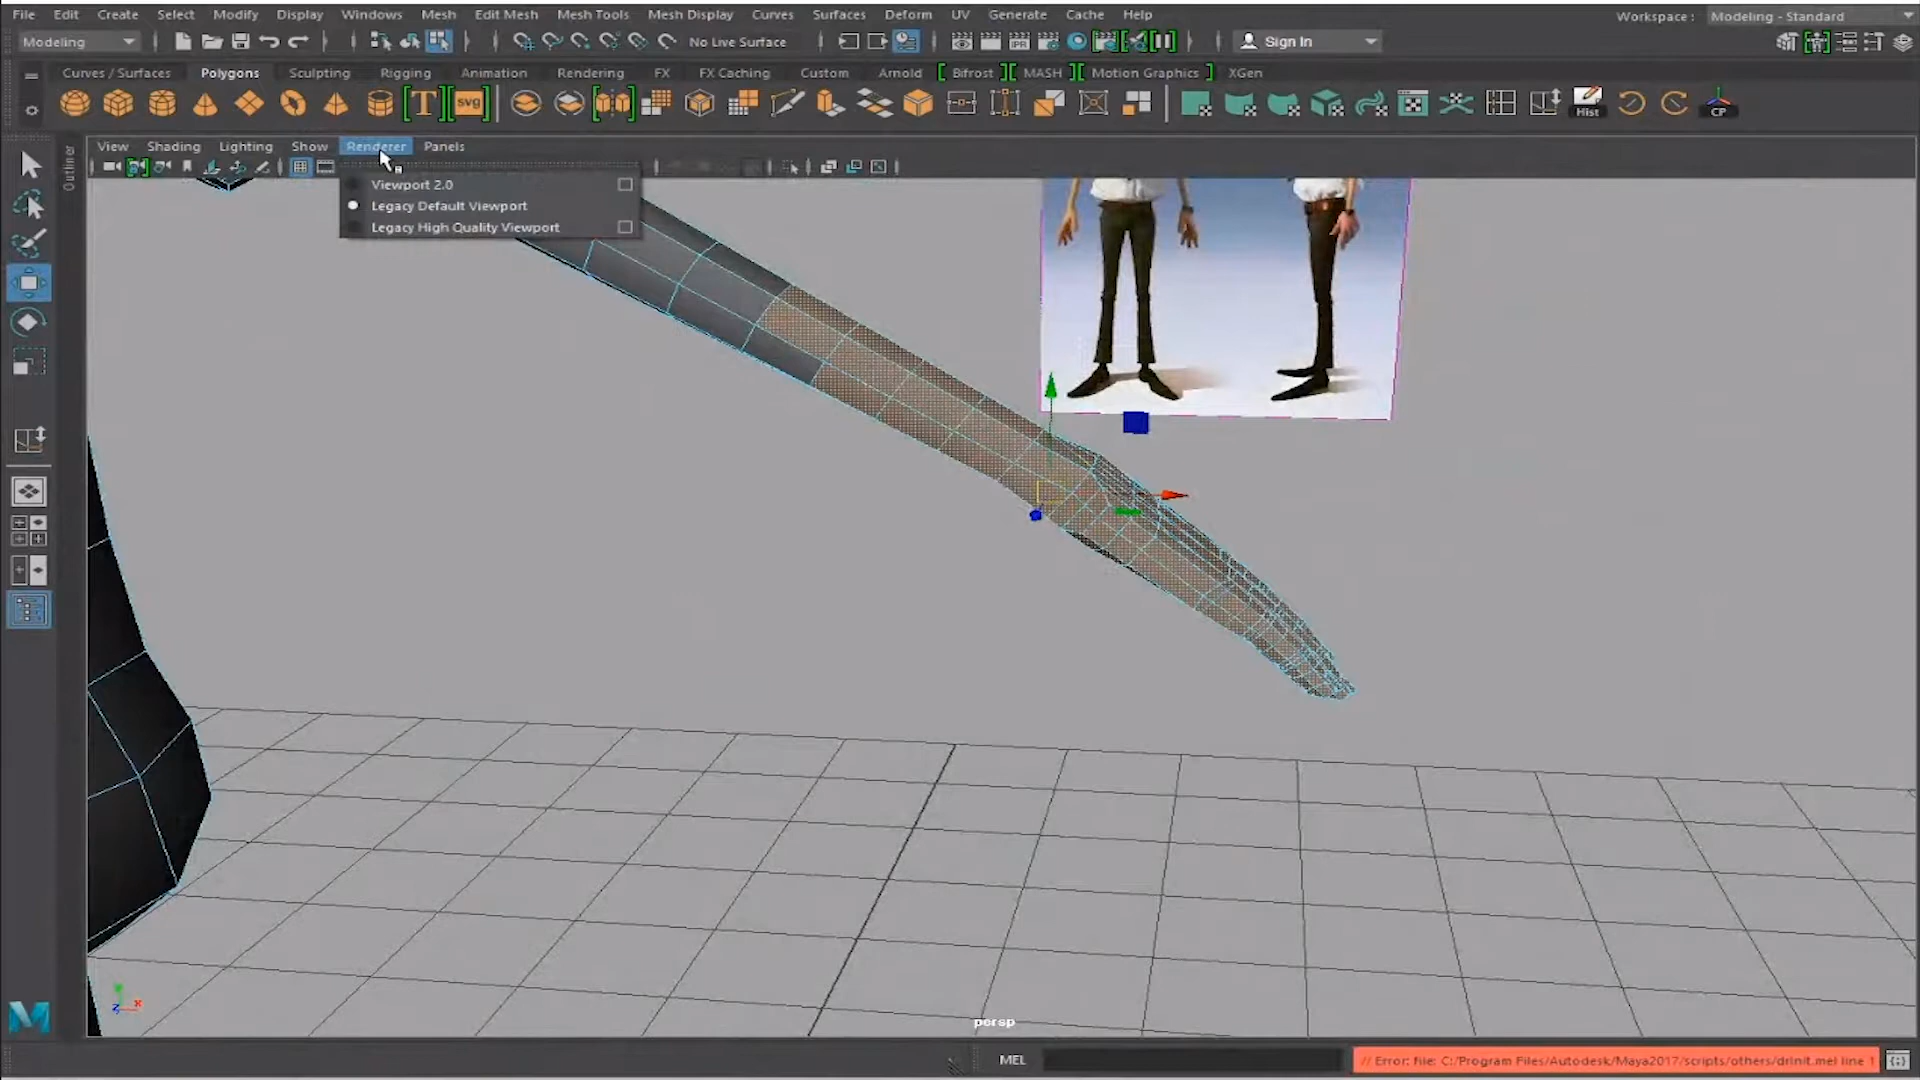 File Edit Create Select Modify Display Windows Mesh Edit Mesh Mesh Tools Mesh Display Curves Surfaces Deform UV Generate Cache Help Workspace : Modeling - Standard
Modeling No Live Surface IPR Sign In
Curves / Surfaces Polygons Sculpting Rigging Animation Rendering FX FX Caching Custom Arnold Bifrost MASH Motion Graphics XGen
T svg Hist CP
Outliner
View Shading Lighting Show Renderer Panels
Viewport 2.0
Legacy Default Viewport
Legacy High Quality Viewport
persp
MEL // Error: file: C:/Program Files/Autodesk/Maya2017/scripts/others/drInit.mel line 1